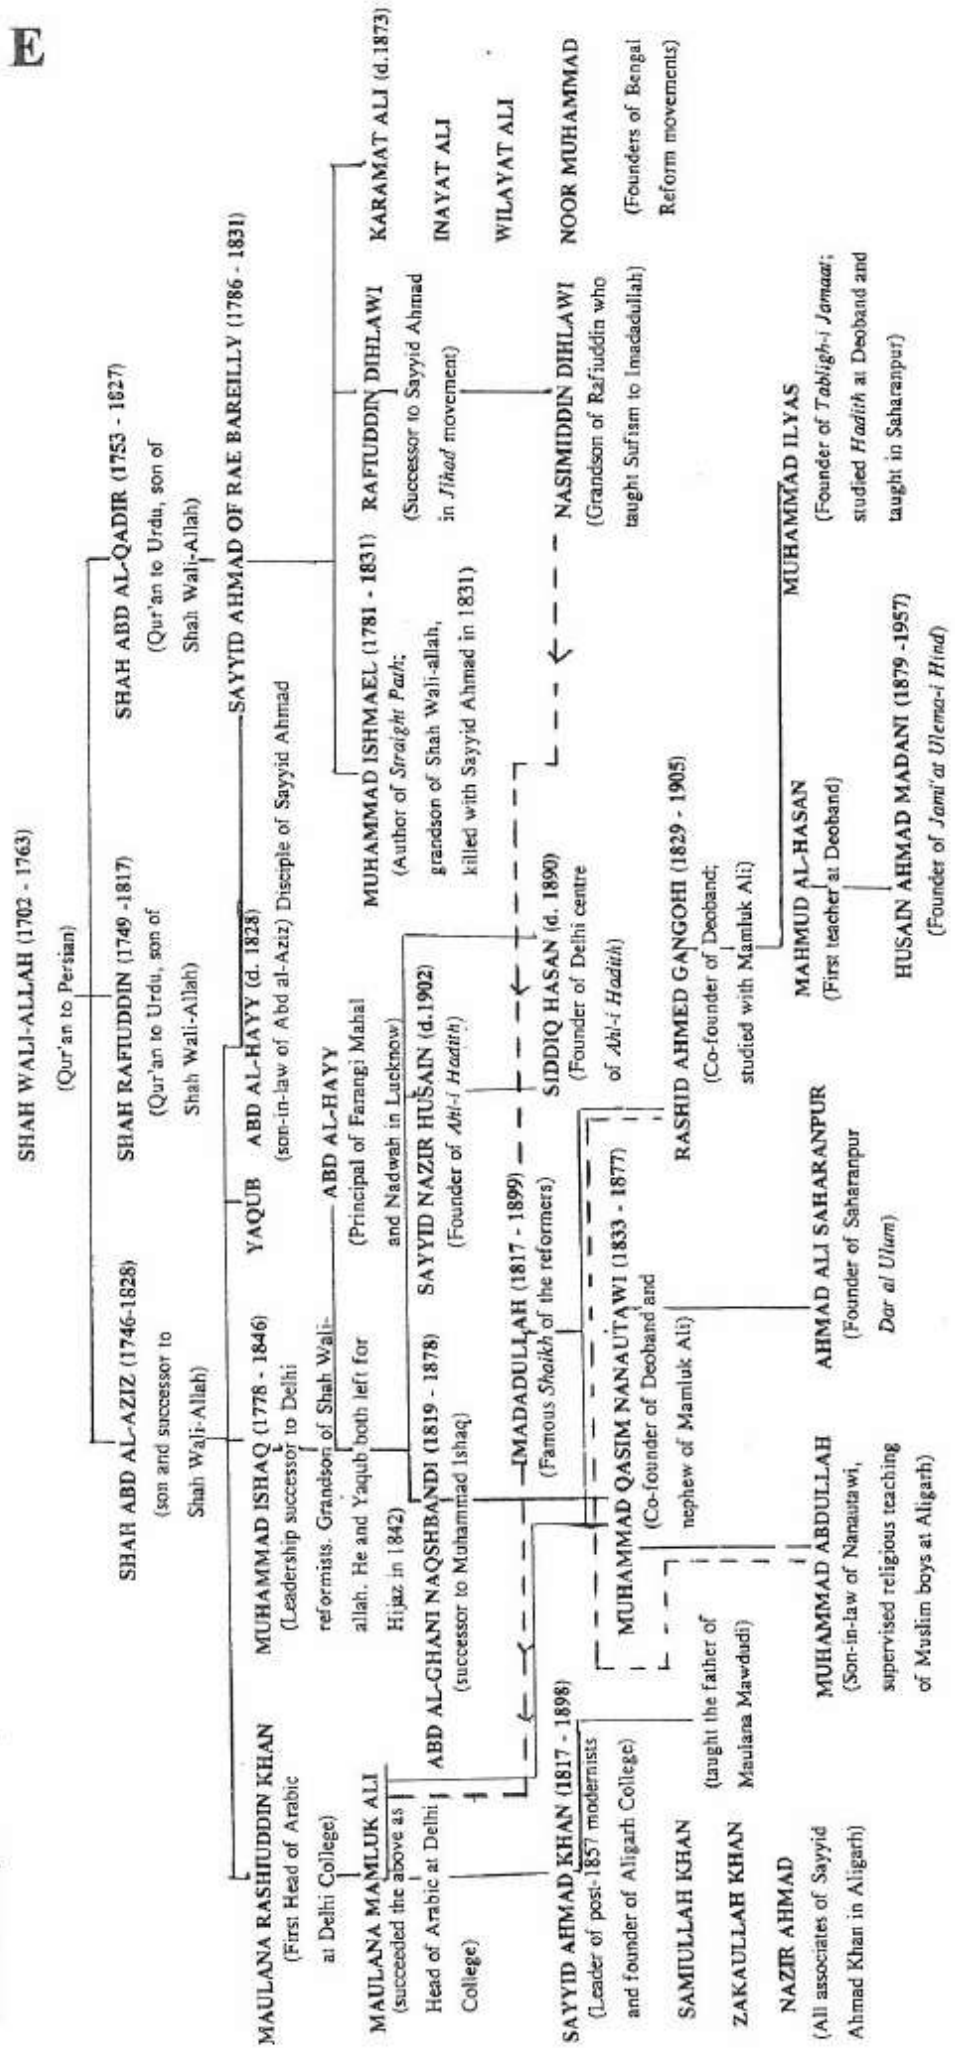 E
SHAH WALI-ALLAH (1702 - 1763)
(Qur'an to Persian)
SHAH ABD AL-AZIZ (1746-1828)
(son and successor to
Shah Wali-Allah)
SHAH RAFIUDDIN (1749 -1817)
(Qur'an to Urdu, son of
Shah Wali-Allah)
SHAH ABD AL-QADIR (1753 - 1827)
(Qur'an to Urdu, son of
Shah Wali-Allah)
MAULANA RASHIUDDIN KHAN
(First Head of Arabic
at Delhi College)
MUHAMMAD ISHAQ (1778 - 1846)
(Leadership successor to Delhi
reformists. Grandson of Shah Wali-
allah. He and Yaqub both left for
Hijaz in 1842)
YAQUB
ABD AL-HAYY (d. 1828)
(son-in-law of Abd al-Aziz) Disciple of Sayyid Ahmad
SAYYID AHMAD OF RAE BAREILLY (1786 - 1831)
ABD AL-HAYY
(Principal of Farangi Mahal
and Nadwah in Lucknow)
MAULANA MAMLUK ALI
(succeeded the above as
Head of Arabic at Delhi
College)
ABD AL-GHANI NAQSHBANDI (1819 - 1878)
(successor to Muhammad Ishaq)
SAYYID NAZIR HUSAIN (d.1902)
(Founder of Ahl-i Hadith)
MUHAMMAD ISHMAEL (1781 - 1831)
(Author of Straight Path;
grandson of Shah Wali-allah,
killed with Sayyid Ahmad in 1831)
RAFIUDDIN DIHLAWI
(Successor to Sayyid Ahmad
in Jihad movement)
KARAMAT ALI (d.1873)
INAYAT ALI
WILAYAT ALI
NOOR MUHAMMAD
(Founders of Bengal
Reform movements)
IMADADULLAH (1817 - 1899)
(Famous Shaikh of the reformers)
SIDDIQ HASAN (d. 1890)
(Founder of Delhi centre
of Ahl-i Hadith)
NASIMIDDIN DIHLAWI
(Grandson of Rafiuddin who
taught Sufism to Imadadullah)
SAYYID AHMAD KHAN (1817 - 1898)
(Leader of post-1857 modernists
and founder of Aligarh College)
SAMIULLAH KHAN
ZAKAULLAH KHAN
NAZIR AHMAD
(All associates of Sayyid
Ahmad Khan in Aligarh)
(taught the father of
Maulana Mawdudi)
MUHAMMAD QASIM NANAUTAWI (1833 - 1877)
(Co-founder of Deoband and
nephew of Mamluk Ali)
RASHID AHMED GANGOHI (1829 - 1905)
(Co-founder of Deoband;
studied with Mamluk Ali)
MUHAMMAD ABDULLAH
(Son-in-law of Nanautawi,
supervised religious teaching
of Muslim boys at Aligarh)
AHMAD ALI SAHARANPUR
(Founder of Saharanpur
Dar al Ulum)
MAHMUD AL-HASAN
(First teacher at Deoband)
HUSAIN AHMAD MADANI (1879 -1957)
(Founder of Jami'at Ulema-i Hind)
MUHAMMAD ILYAS
(Founder of Tabligh-i Jamaat;
studied Hadith at Deoband and
taught in Saharanpur)